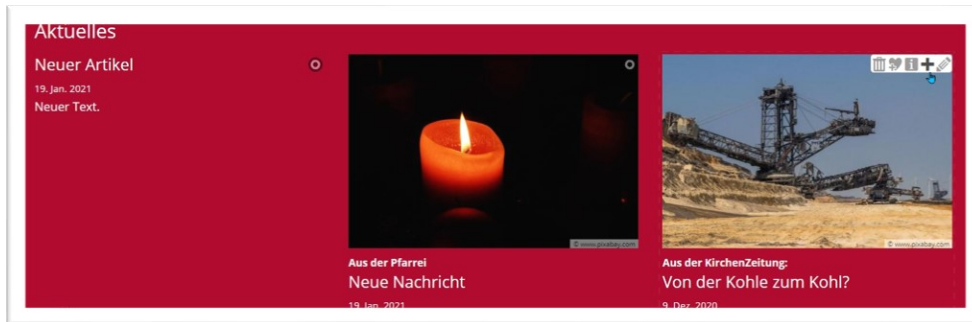 Aktuelles
Neuer Artikel
19. Jan. 2021
Neuer Text.
© www.pixabay.com
Aus der Pfarrei
Neue Nachricht
19. Jan. 2021
© www.pixabay.com
Aus der KirchenZeitung:
Von der Kohle zum Kohl?
9. Dez. 2020